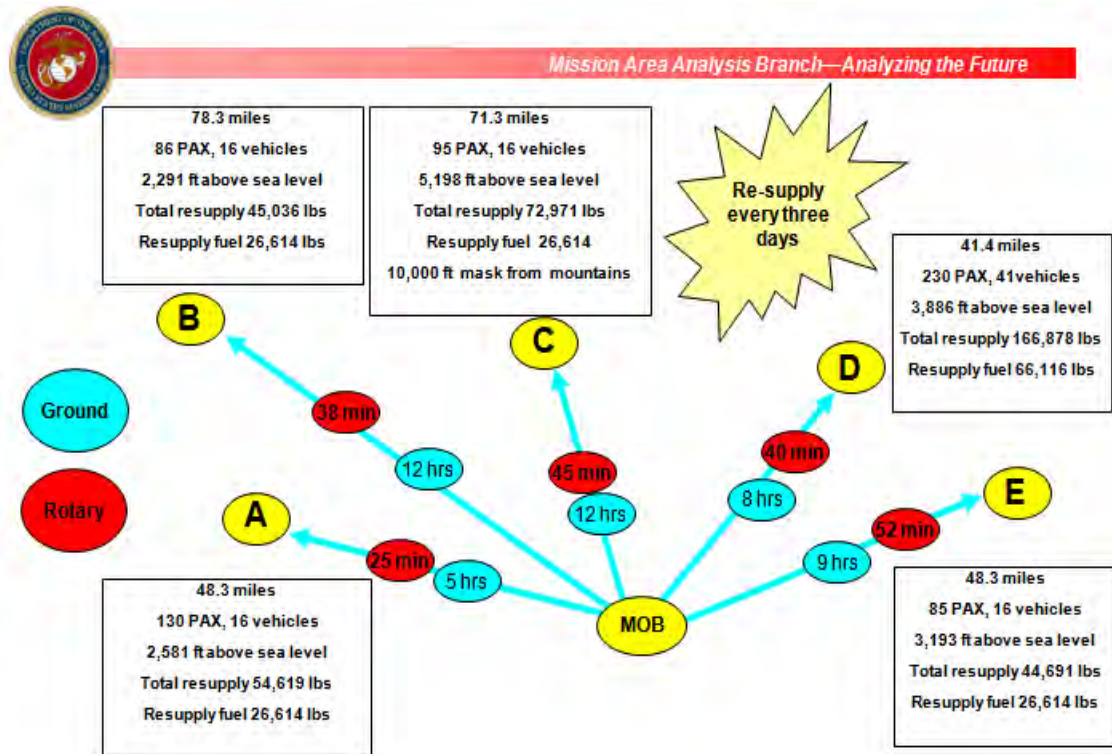 Mission Area Analysis Branch—Analyzing the Future
78.3 miles
86 PAX, 16 vehicles
2,291 ft above sea level
Total resupply 45,036 lbs
Resupply fuel 26,614 lbs
71.3 miles
95 PAX, 16 vehicles
5,198 ft above sea level
Total resupply 72,971 lbs
Resupply fuel 26,614
10,000 ft mask from mountains
Re-supply
every three
days
41.4 miles
230 PAX, 41vehicles
3,886 ft above sea level
Total resupply 166,878 lbs
Resupply fuel 66,116 lbs
B
C
D
Ground
38 min
12 hrs
45 min
12 hrs
40 min
8 hrs
Rotary
A
E
25 min
5 hrs
52 min
9 hrs
MOB
48.3 miles
130 PAX, 16 vehicles
2,581 ft above sea level
Total resupply 54,619 lbs
Resupply fuel 26,614 lbs
48.3 miles
85 PAX, 16 vehicles
3,193 ft above sea level
Total resupply 44,691 lbs
Resupply fuel 26,614 lbs